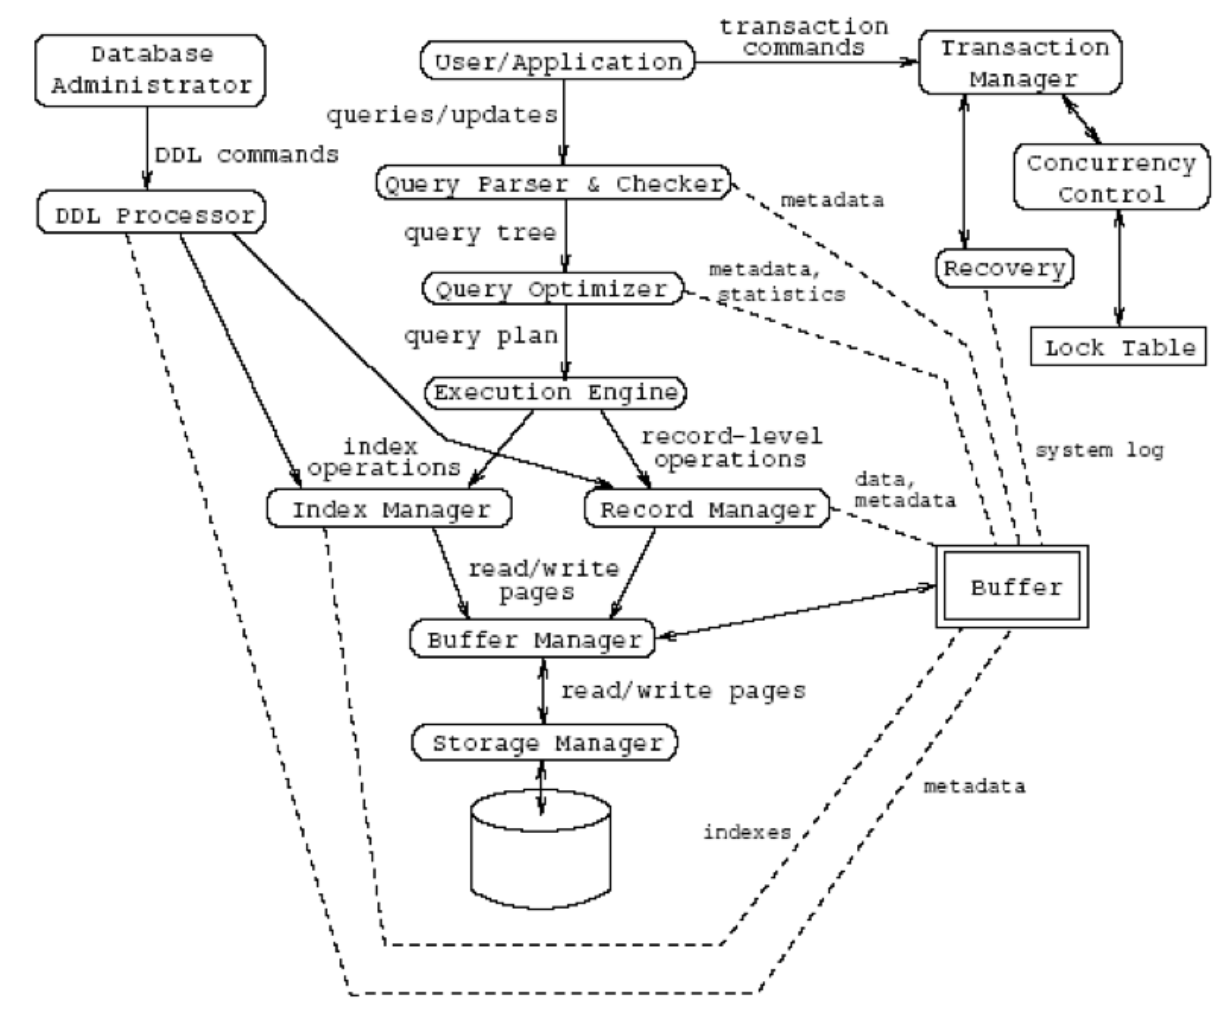 Database
Administrator
User/Application
transaction
commands
Transaction
Manager
queries/updates
DDL commands
Concurrency
Control
Query Parser & Checker
metadata
DDL Processor
query tree
Recovery
metadata,
statistics
Query Optimizer
query plan
Lock Table
Execution Engine
index
operations
record-level
operations
system log
data,
metadata
Index Manager
Record Manager
read/write
pages
Buffer
Buffer Manager
read/write pages
Storage Manager
metadata
indexes